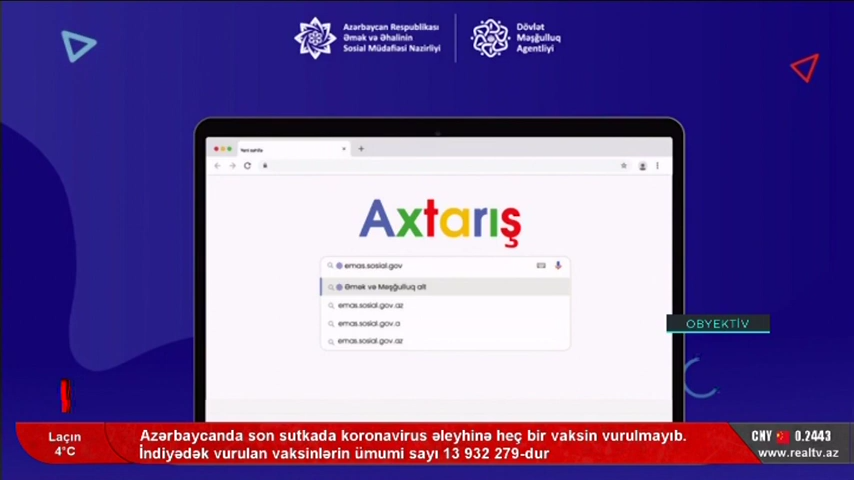 Azərbaycan Respublikası
Əmək və Əhalinin
Sosial Müdafiəsi Nazirliyi
Dövlət
Məşğulluq
Agentliyi
Axtarış
emas.sosial.gov
Əmək və Məşğulluq alt
emas.sosial.gov.az
emas.sosial.gov.a
emas.sosial.gov.az
OBYEKTİV
Laçın
4°C
Azərbaycanda son sutkada koronavirus əleyhinə heç bir vaksin vurulmayıb.
İndiyədək vurulan vaksinlərin ümumi sayı 13 932 279-dur
CNY 0.2443
www.realtv.az